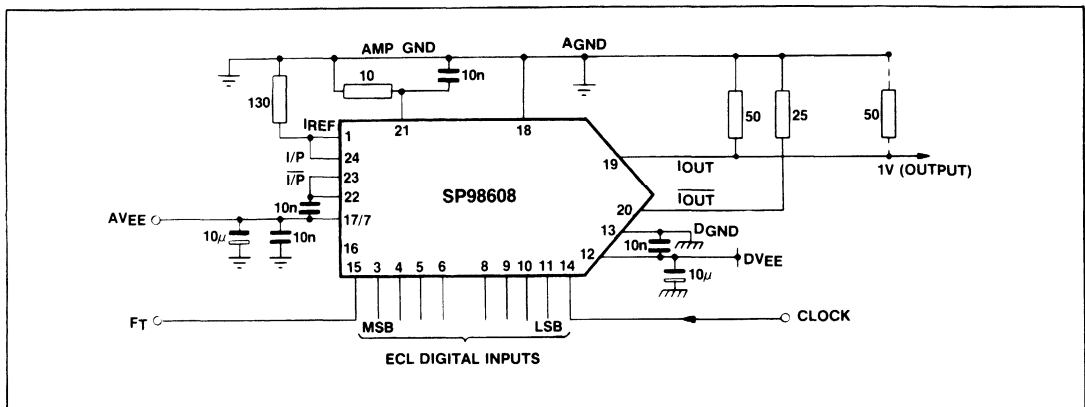 AMP GND
AGND
10
10n
130
50
25
50
IREF
1
21
18
I/P
24
19
IOUT
1V (OUTPUT)
I/P
23
22
SP98608
10n
20
IOUT
AVEE
17/7
13
DGND
10µ
10n
16
10n
12
DVEE
15
3
4
5
6
8
9
10
11
14
10µ
FT
MSB
LSB
CLOCK
ECL DIGITAL INPUTS